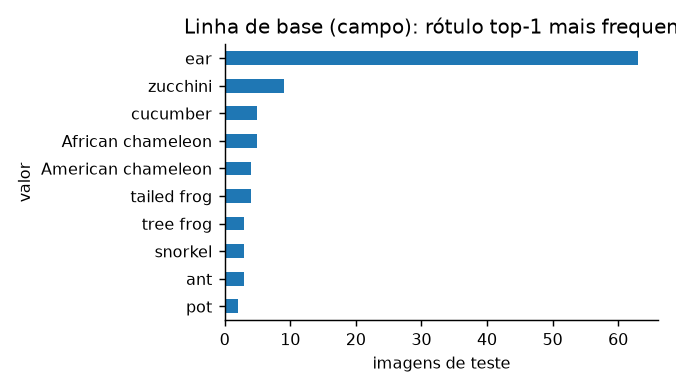 Linha de base (campo): rótulo top-1 mais frequen
ear
zucchini
cucumber
African chameleon
American chameleon
tailed frog
tree frog
snorkel
ant
pot
valor
0 10 20 30 40 50 60
imagens de teste